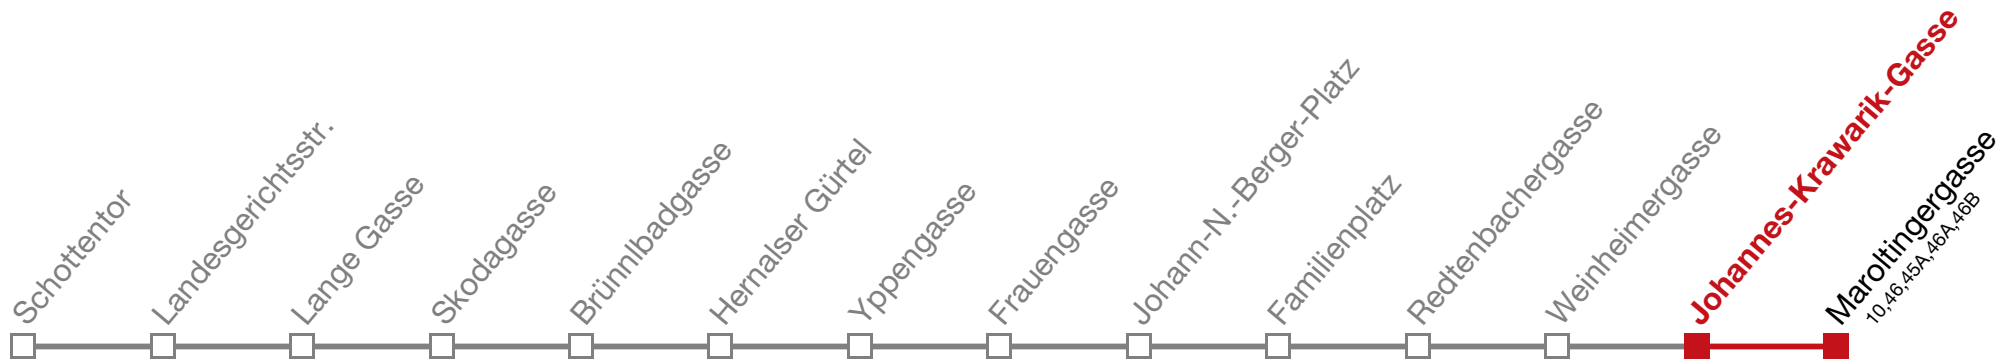 Schottentor
Landesgerichtsstr.
Lange Gasse
Skodagasse
Brünnlbadgasse
Hernalser Gürtel
Yppengasse
Frauengasse
Johann-N.-Berger-Platz
Familienplatz
Redtenbachergasse
Weinheimergasse
Johannes-Krawarik-Gasse
Maroltingergasse
10,46,45A,46A,46B